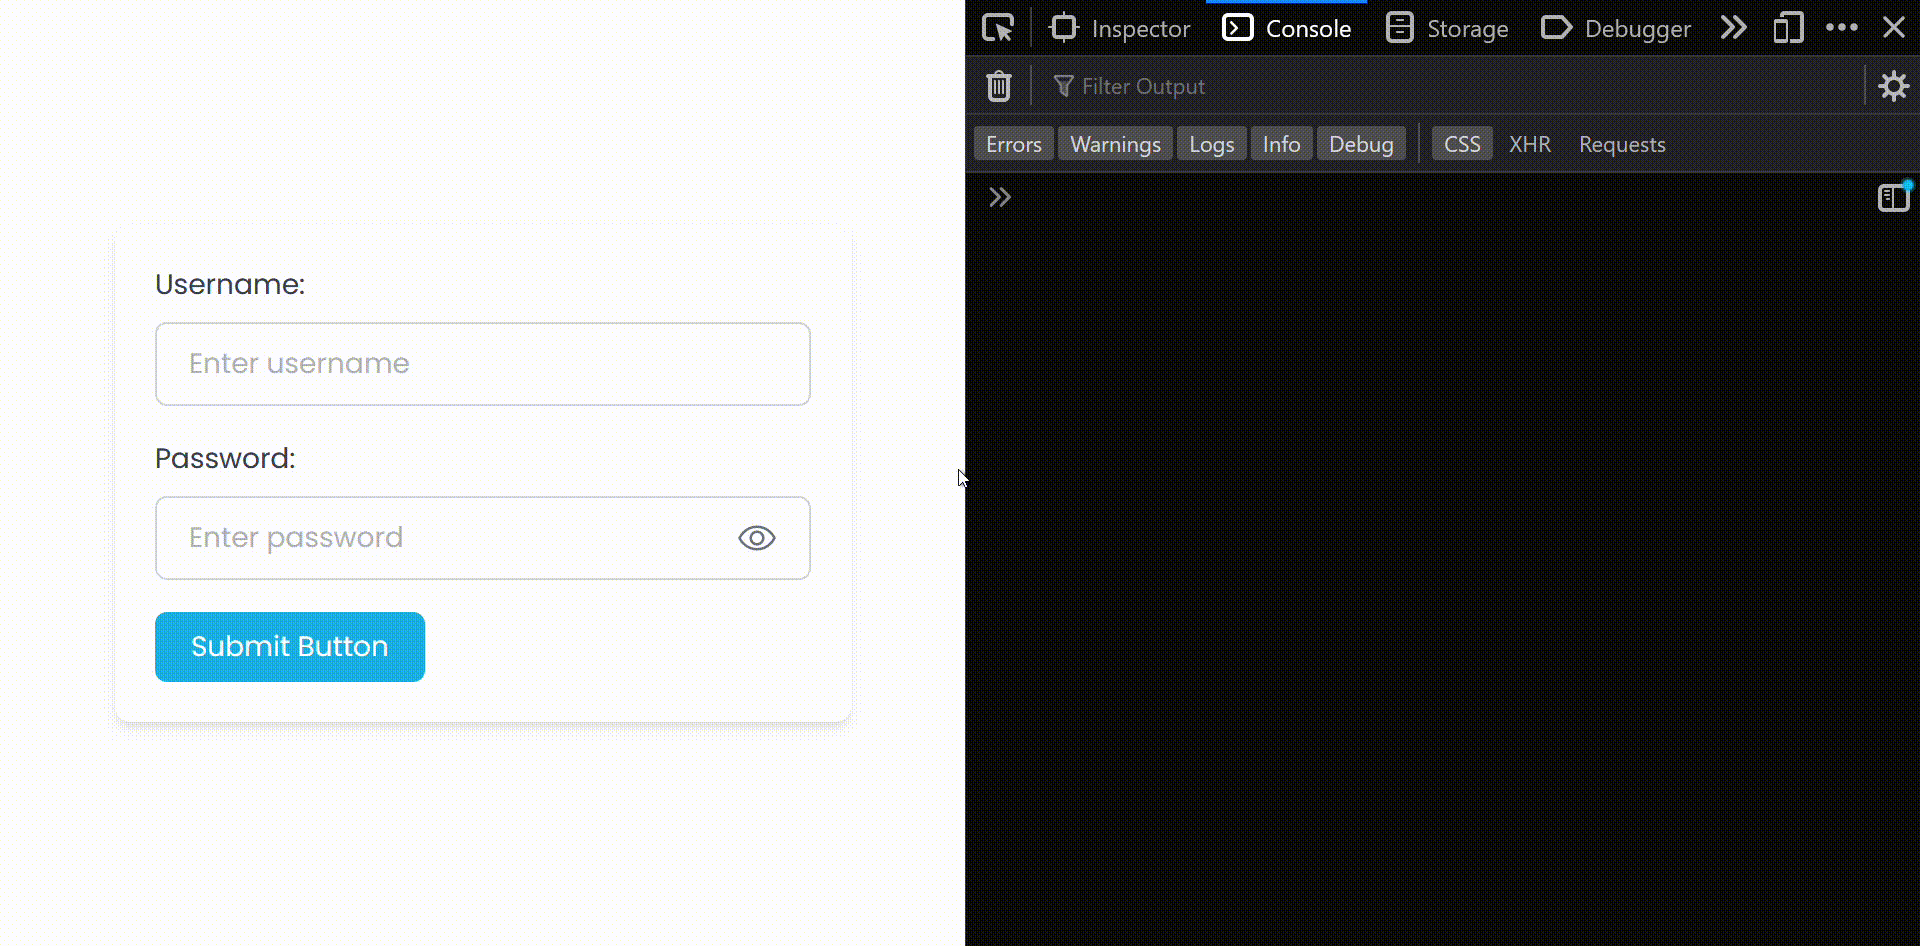 Username:
Enter username
Password:
Enter password
Submit Button
Inspector Console Storage Debugger
Filter Output
Errors Warnings Logs Info Debug CSS XHR Requests